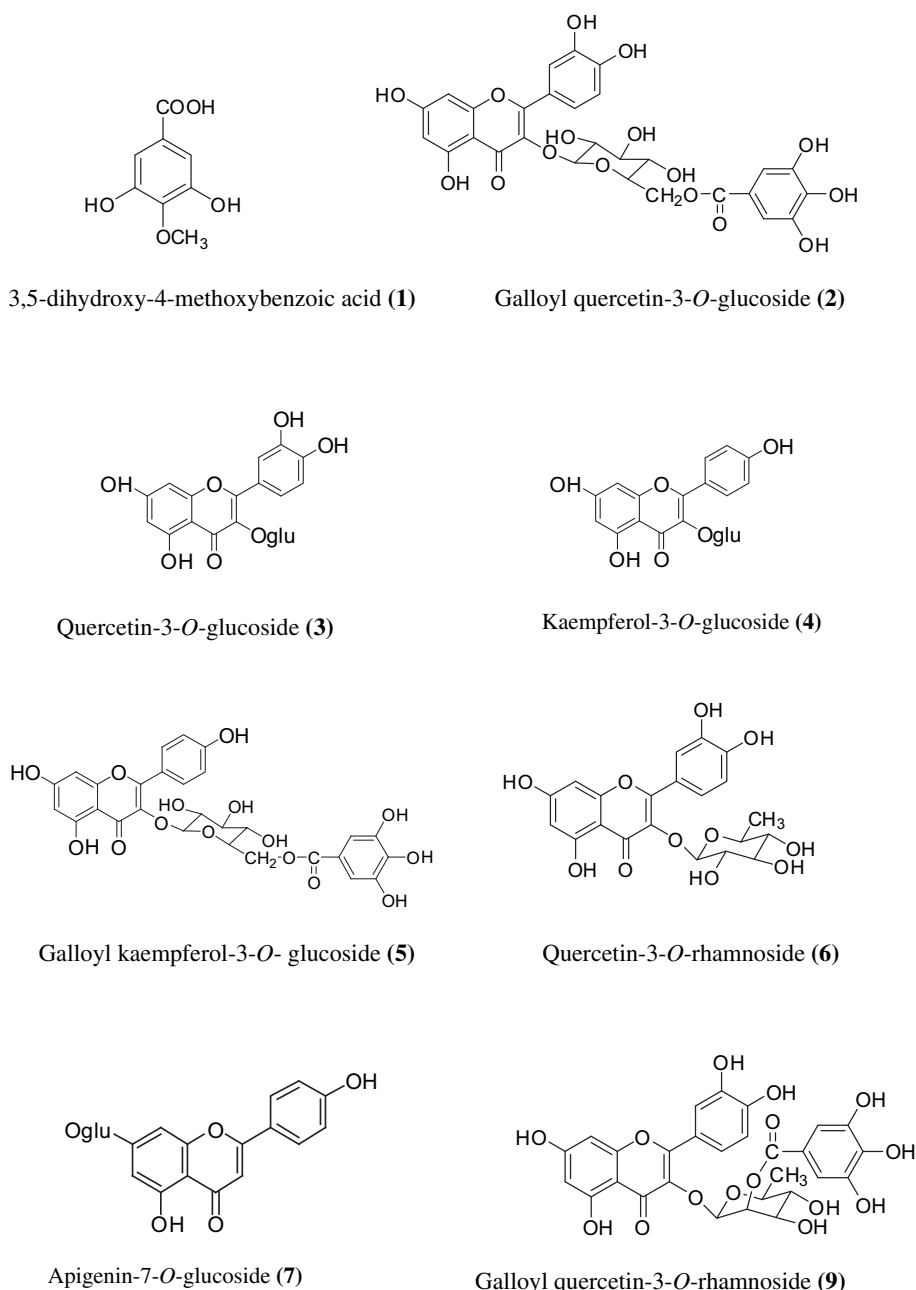 COOH
HO
OH
OCH3
3,5-dihydroxy-4-methoxybenzoic acid (1)
OH
OH
HO
O
HO
OH
O
O
OH
OH
O
CH2O
C
O
OH
OH
OH
Galloyl quercetin-3-O-glucoside (2)
OH
OH
HO
O
Oglu
OH
O
Quercetin-3-O-glucoside (3)
OH
HO
O
Oglu
OH
O
Kaempferol-3-O-glucoside (4)
OH
HO
O
HO
OH
O
O
OH
OH
O
CH2O
C
O
OH
OH
OH
Galloyl kaempferol-3-O- glucoside (5)
OH
OH
HO
O
CH3
O
O
OH
OH
O
HO
OH
Quercetin-3-O-rhamnoside (6)
OH
Oglu
O
OH
O
Apigenin-7-O-glucoside (7)
OH
OH
OH
O
C
OH
HO
O
O
CH3
OH
O
O
OH
OH
O
OH
Galloyl quercetin-3-O-rhamnoside (9)